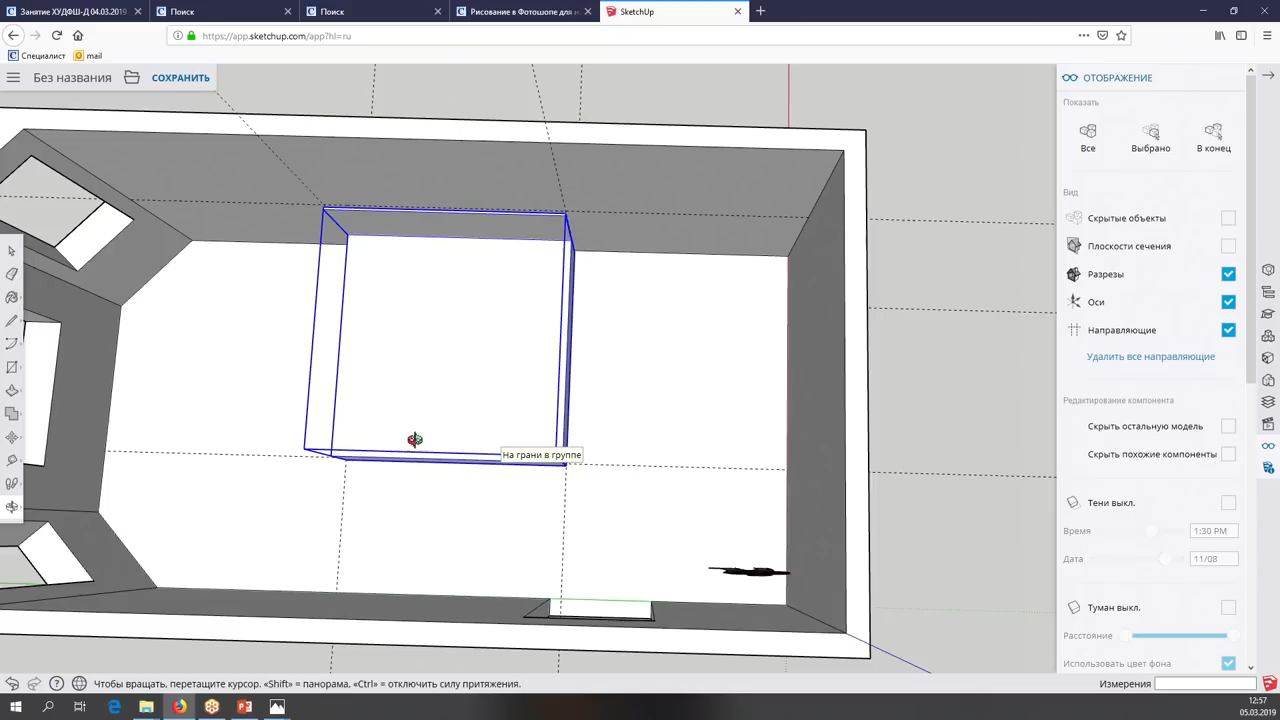 Занятие ХУДФШ-Д 04.03.2019
Поиск
Поиск
Рисование в Фотошопе для
SketchUp
https://app.sketchup.com/app?hl=ru
Специалист
mail
Без названия
СОХРАНИТЬ
ОТОБРАЖЕНИЕ
Показать
Все
Выбрано
В конец
Вид
Скрытые объекты
Плоскости сечения
Разрезы
Оси
Направляющие
Удалить все направляющие
Редактирование компонента
Скрыть остальную модель
Скрыть похожие компоненты
Тени выкл.
Время
1:30 PM
Дата
11/08
Туман выкл.
Расстояние
Использовать цвет фона
На грани в группе
Чтобы вращать, перетащите курсор. «Shift» = панорама, «Ctrl» = отключить силу притяжения.
Измерения
12:57
05.03.2019